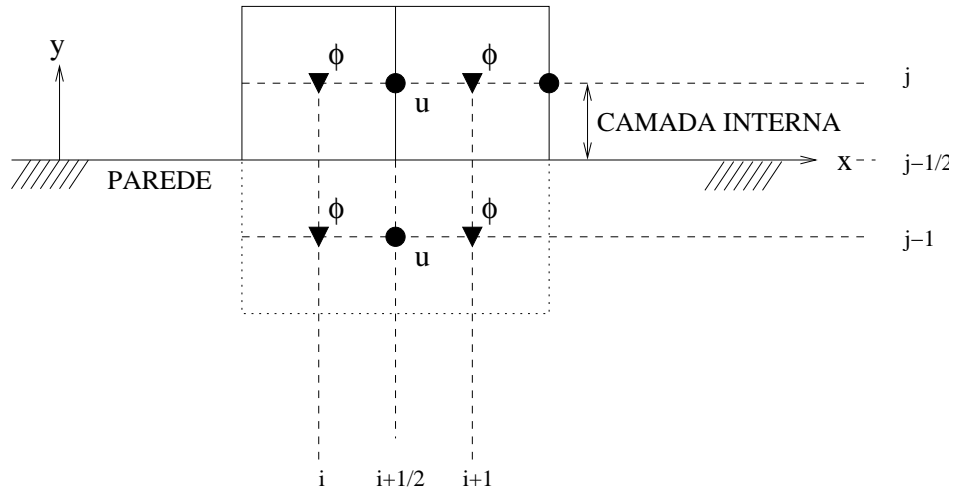 y
ϕ
ϕ
j
u
CAMADA INTERNA
x
j−1/2
PAREDE
ϕ
ϕ
j−1
u
i
i+1/2
i+1